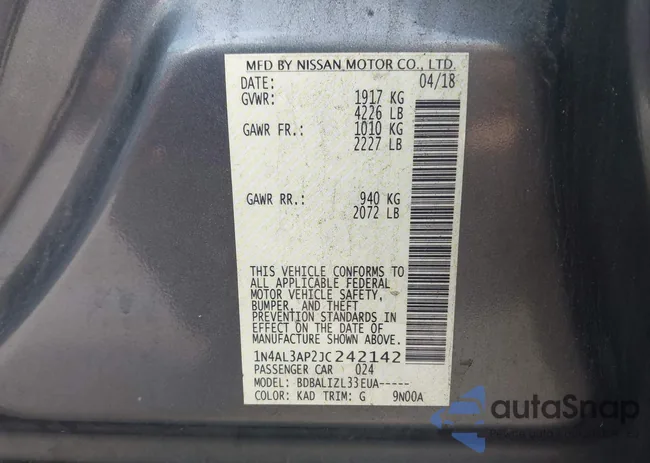 MFD BY NISSAN MOTOR CO., LTD.
DATE: 04/18
GVWR: 1917 KG
4226 LB
GAWR FR.: 1010 KG
2227 LB
GAWR RR.: 940 KG
2072 LB
THIS VEHICLE CONFORMS TO
ALL APPLICABLE FEDERAL
MOTOR VEHICLE SAFETY,
BUMPER, AND THEFT
PREVENTION STANDARDS IN
EFFECT ON THE DATE OF
MANUFACTURE SHOWN ABOVE.
1N4AL3AP2JC242142
PASSENGER CAR 024
MODEL: BDBALIZL33EUA-----
COLOR: KAD TRIM: G 9N00A
autoSnap